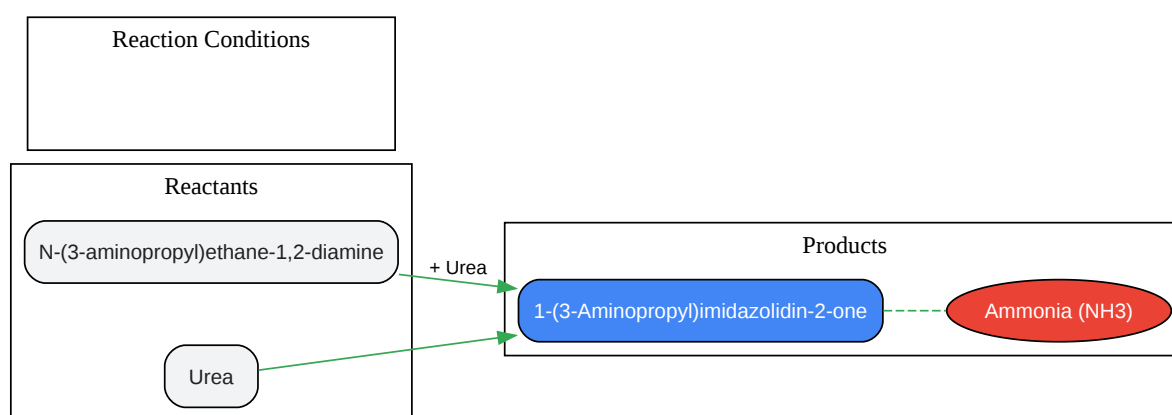 Reaction Conditions
Reactants
N-(3-aminopropyl)ethane-1,2-diamine
+ Urea
Urea
Products
1-(3-Aminopropyl)imidazolidin-2-one
Ammonia (NH3)